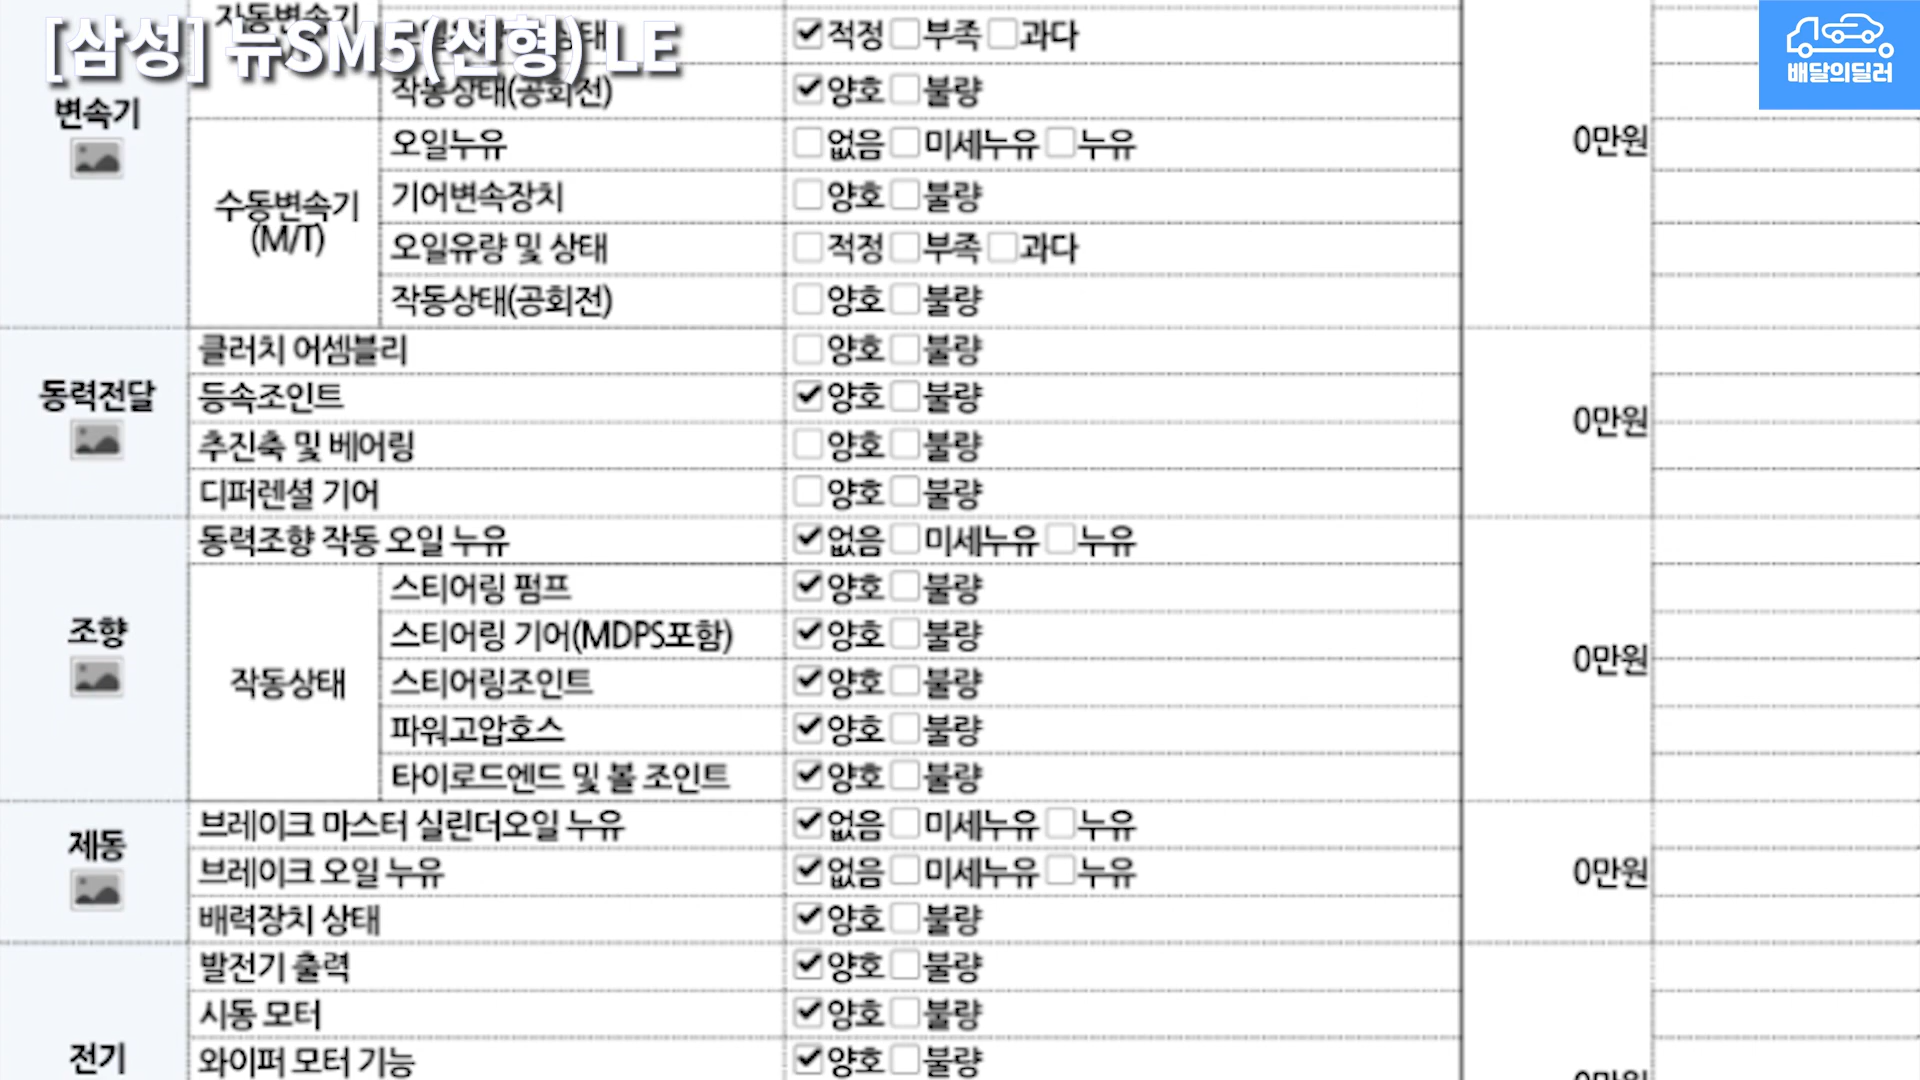 [삼성] 뉴SM5(신형) LE
배달의딜러
자동변속기
적정 부족 과다
작동상태(공회전) 양호 불량
변속기
0만원
수동변속기
(M/T)
오일누유 없음 미세누유 누유
기어변속장치 양호 불량
오일유량 및 상태 적정 부족 과다
작동상태(공회전) 양호 불량
동력전달
0만원
클러치 어셈블리 양호 불량
등속조인트 양호 불량
추진축 및 베어링 양호 불량
디퍼렌셜 기어 양호 불량
조향
0만원
동력조향 작동 오일 누유 없음 미세누유 누유
작동상태
스티어링 펌프 양호 불량
스티어링 기어(MDPS포함) 양호 불량
스티어링조인트 양호 불량
파워고압호스 양호 불량
타이로드엔드 및 볼 조인트 양호 불량
제동
0만원
브레이크 마스터 실린더오일 누유 없음 미세누유 누유
브레이크 오일 누유 없음 미세누유 누유
배력장치 상태 양호 불량
전기
발전기 출력 양호 불량
시동 모터 양호 불량
와이퍼 모터 기능 양호 불량
0만원